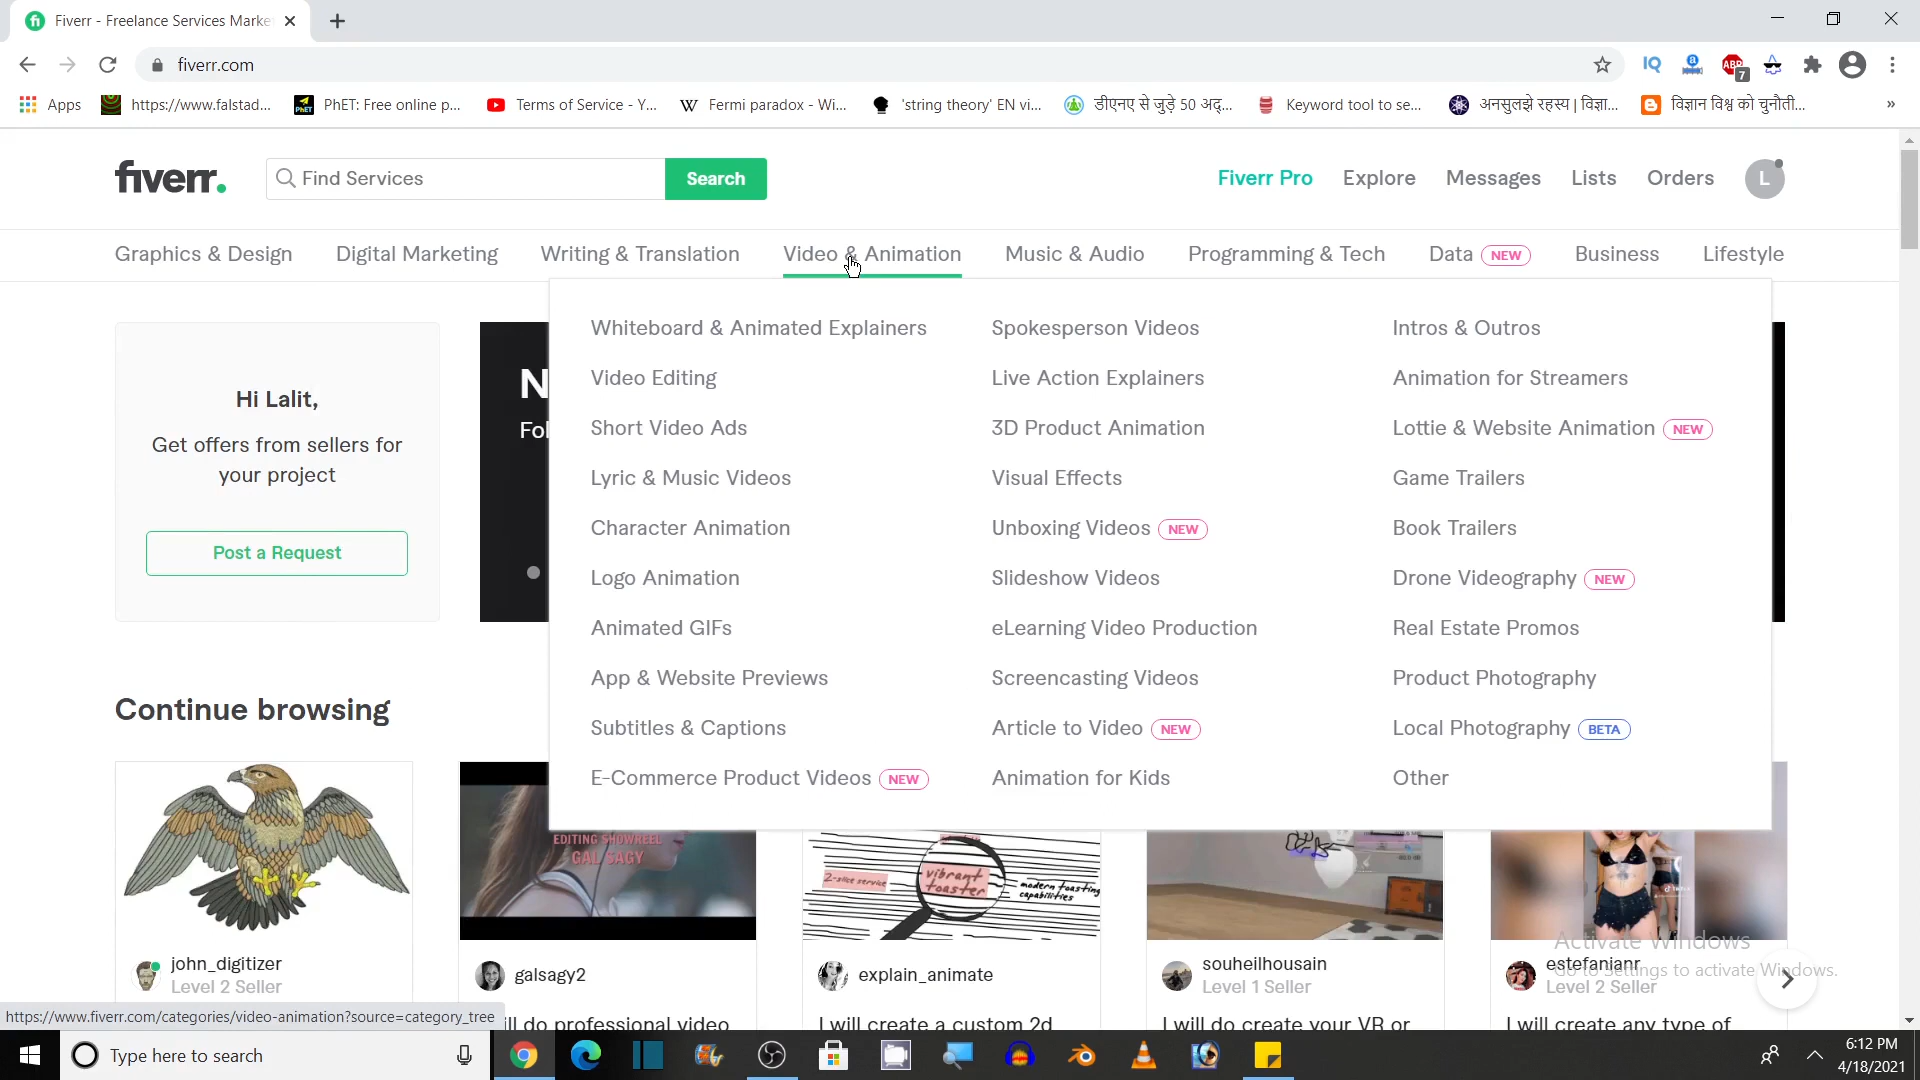 Fiverr - Freelance Services Marke
fiverr.com
Apps
https://www.falstad...
PhET: Free online p...
Terms of Service - Y...
Fermi paradox - Wi...
'string theory' EN vi...
डीएनए से जुड़े 50 अद्...
Keyword tool to se...
अनसुलझे रहस्य | विज्ञा...
विज्ञान विश्व को चुनौती...
»
fiverr.
Find Services
Search
Fiverr Pro
Explore
Messages
Lists
Orders
L
Graphics & Design
Digital Marketing
Writing & Translation
Video & Animation
Music & Audio
Programming & Tech
Data NEW
Business
Lifestyle
Hi Lalit,
Get offers from sellers for
your project
Post a Request
N
Fol
Whiteboard & Animated Explainers
Video Editing
Short Video Ads
Lyric & Music Videos
Character Animation
Logo Animation
Animated GIFs
App & Website Previews
Subtitles & Captions
E-Commerce Product Videos NEW
Spokesperson Videos
Live Action Explainers
3D Product Animation
Visual Effects
Unboxing Videos NEW
Slideshow Videos
eLearning Video Production
Screencasting Videos
Article to Video NEW
Animation for Kids
Intros & Outros
Animation for Streamers
Lottie & Website Animation NEW
Game Trailers
Book Trailers
Drone Videography NEW
Real Estate Promos
Product Photography
Local Photography BETA
Other
Continue browsing
EDITING SHOWREEL
GAL SAGY
2-slice service
vibrant
toaster
modern toasting
capabilities
john_digitizer
Level 2 Seller
galsagy2
explain_animate
souheilhousain
Level 1 Seller
estefanianr
Level 2 Seller
ill do professional video
I will create a custom 2d
I will do create your VR or
I will create any type of
Activate Windows
Go to Settings to activate Windows.
https://www.fiverr.com/categories/video-animation?source=category_tree
Type here to search
6:12 PM
4/18/2021